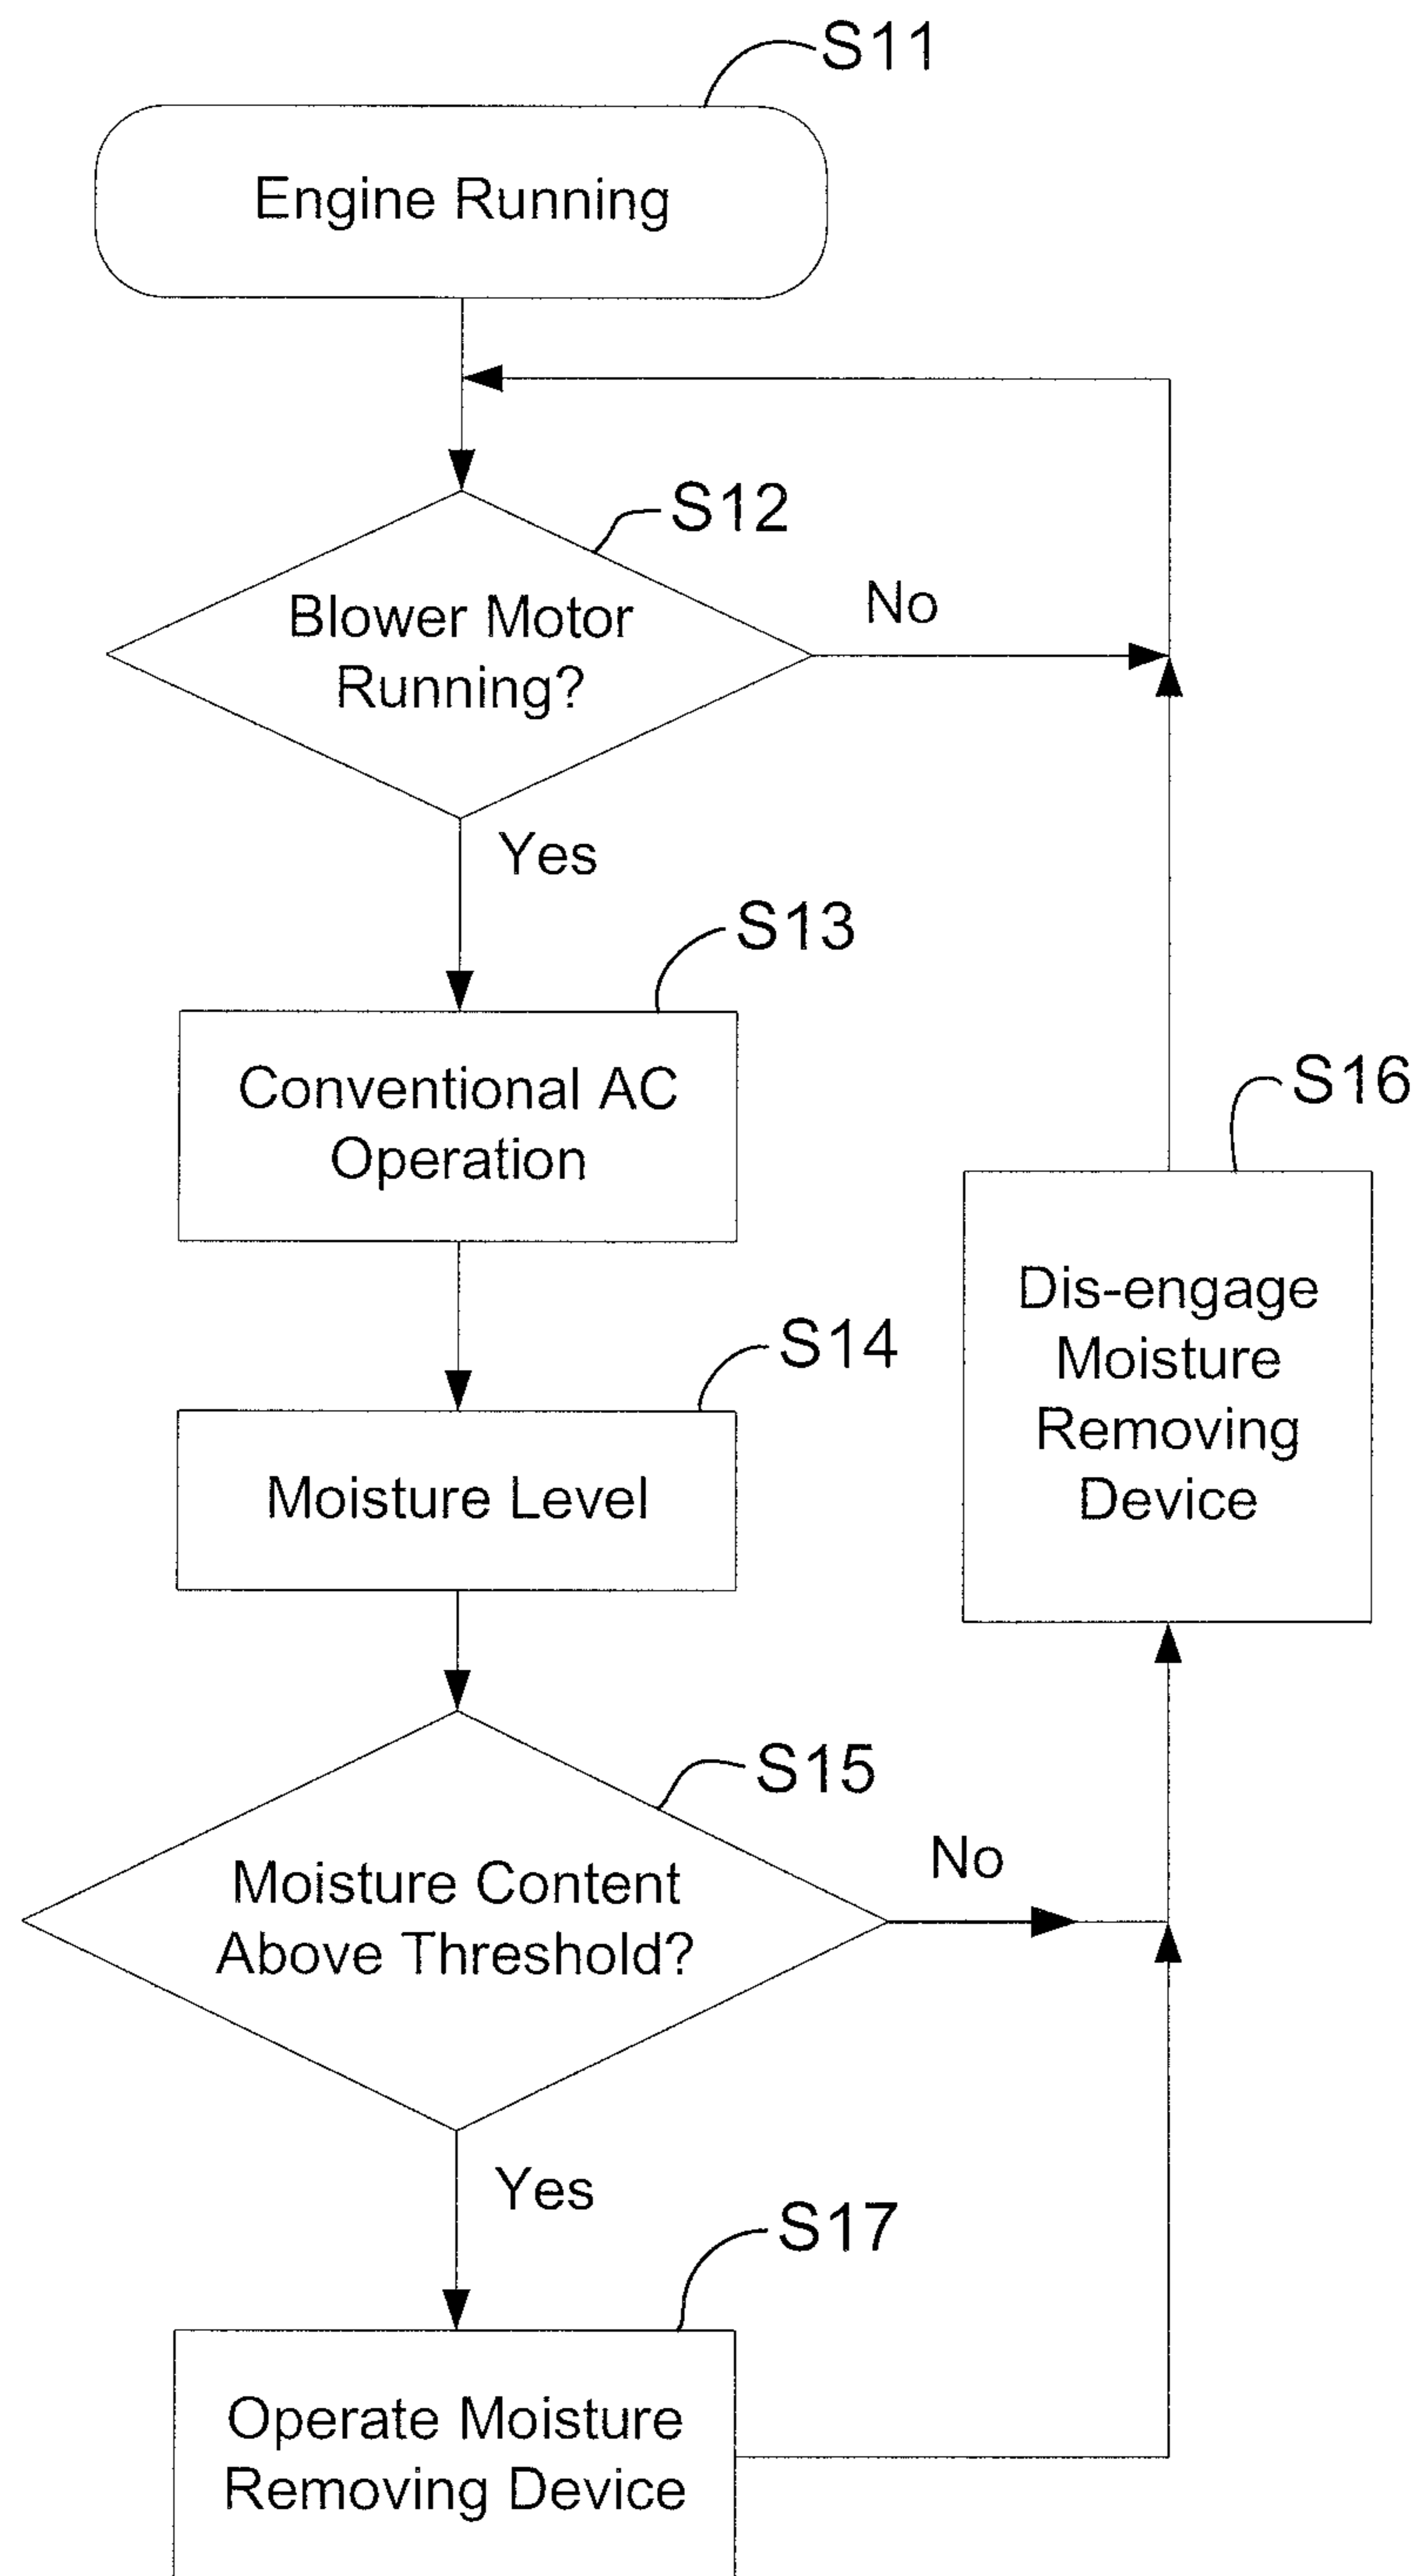 S11
Engine Running
S12
Blower Motor
Running?
No
Yes
S13
Conventional AC
Operation
S16
Dis-engage
Moisture
Removing
Device
S14
Moisture Level
S15
Moisture Content
Above Threshold?
No
Yes
S17
Operate Moisture
Removing Device